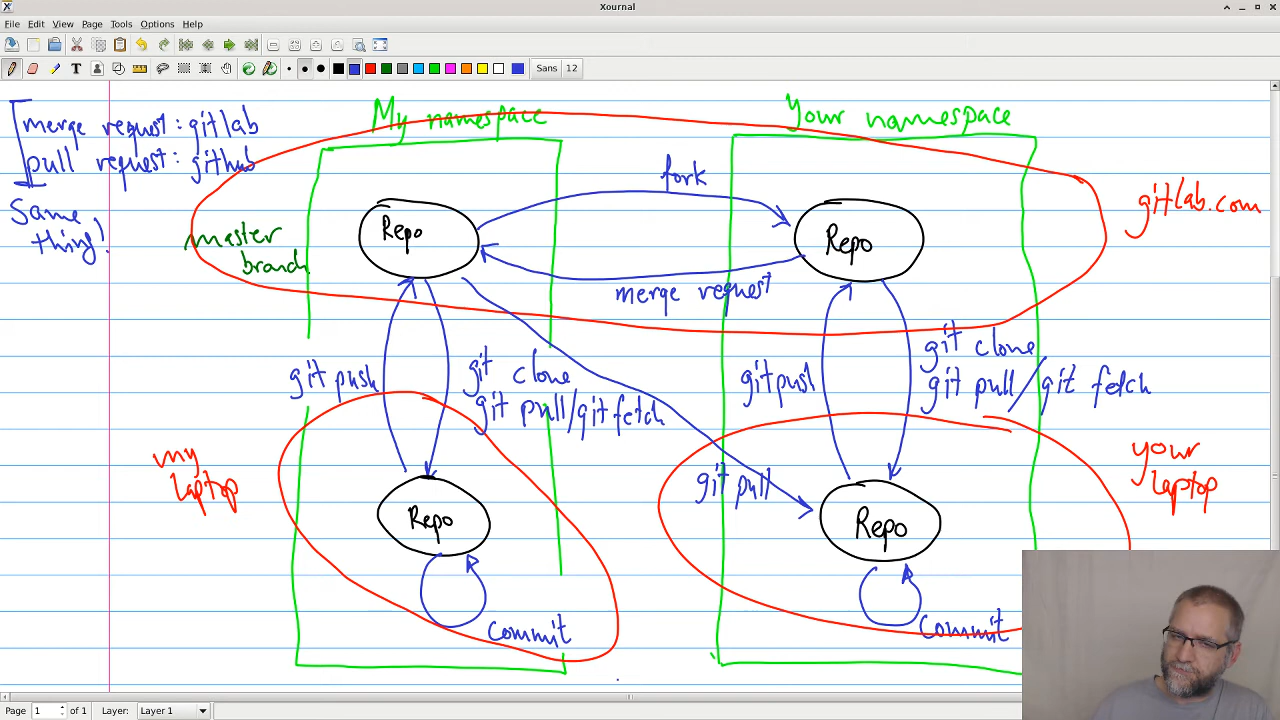 Xournal
File Edit View Page Tools Options Help
Sans 12
My namespace
Your namespace
merge request: gitlab
pull request: github
Same
thing!
fork
gitlab.com
master
branch
Repo
Repo
merge request
git push
git clone
git pull/git fetch
git push
git clone
git pull/git fetch
my
laptop
git pull
your
laptop
Repo
Repo
Commit
Commit
Page 1 of 1 Layer: Layer 1